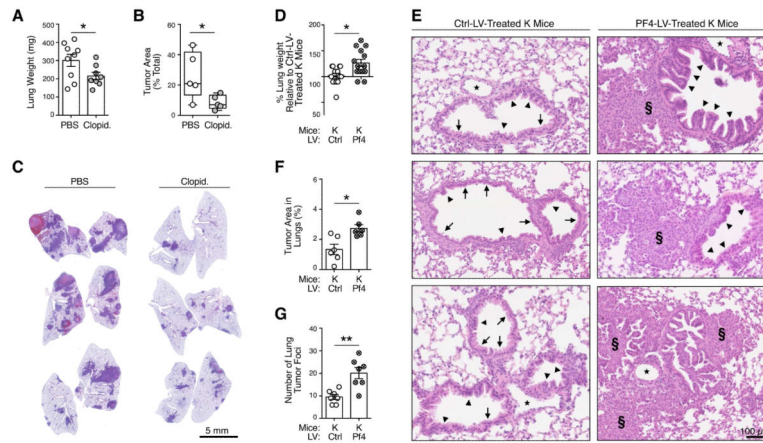 A
Lung Weight (mg)
500
400
300
200
100
0
*
PBS Clopid.
B
Tumor Area
(% Total)
60
40
20
0
*
PBS Clopid.
C
PBS
Clopid.
5 mm
D
% Lung weight
Relative to Ctrl-LV-
Treated K Mice
175
150
125
100
50
*
Mice: K K
LV: Ctrl Pf4
F
Tumor Area in
Lungs (%)
6
4
2
0
*
Mice: K K
LV: Ctrl Pf4
G
Number of Lung
Tumor Foci
40
30
20
10
0
**
Mice: K K
LV: Ctrl Pf4
E
Ctrl-LV-Treated K Mice
PF4-LV-Treated K Mice
§
§
§
§
§
100 µ